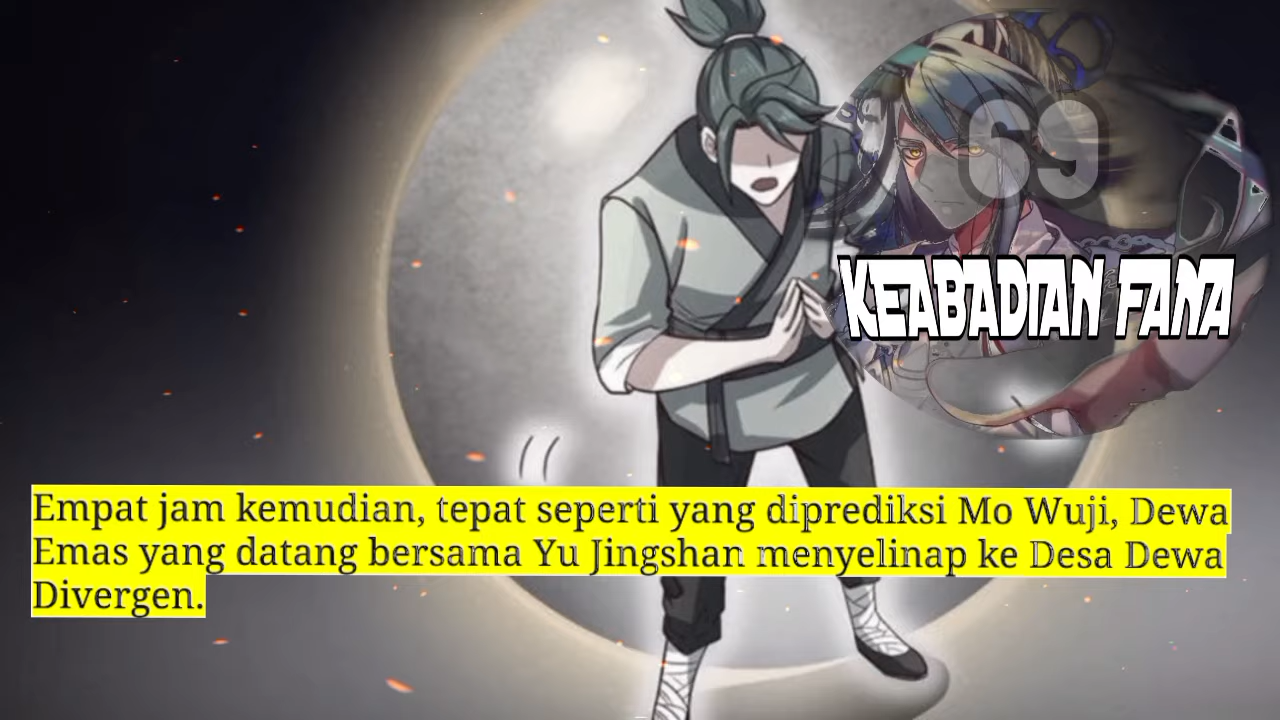 69
KEABADIAN FANA
Empat jam kemudian, tepat seperti yang diprediksi Mo Wuji, Dewa
Emas yang datang bersama Yu Jingshan menyelinap ke Desa Dewa
Divergen.